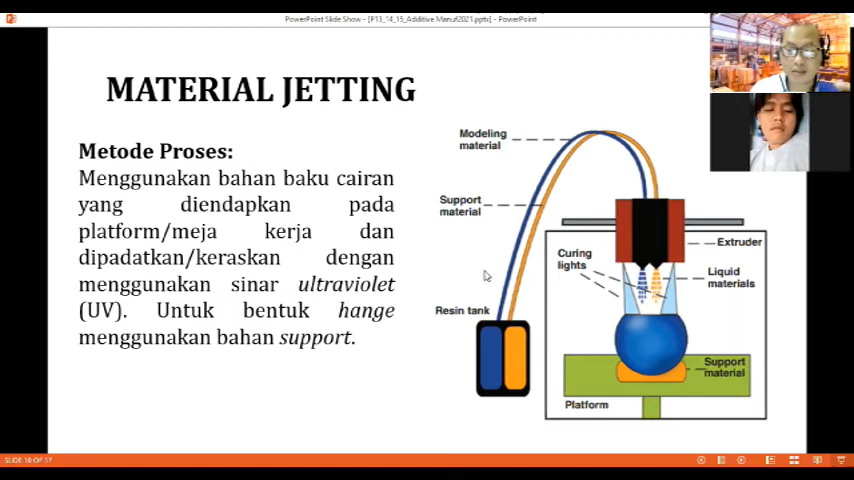 PowerPoint Slide Show - [P13_14_15_Additive Manuf2021.pptx] - PowerPoint
MATERIAL JETTING
Metode Proses:
Menggunakan bahan baku cairan
yang diendapkan pada
platform/meja kerja dan
dipadatkan/keraskan dengan
menggunakan sinar ultraviolet
(UV). Untuk bentuk hange
menggunakan bahan support.
Modeling
material
Support
material
Extruder
Curing
lights
Liquid
materials
Resin tank
Support
material
Platform
SLIDE 10 OF 17